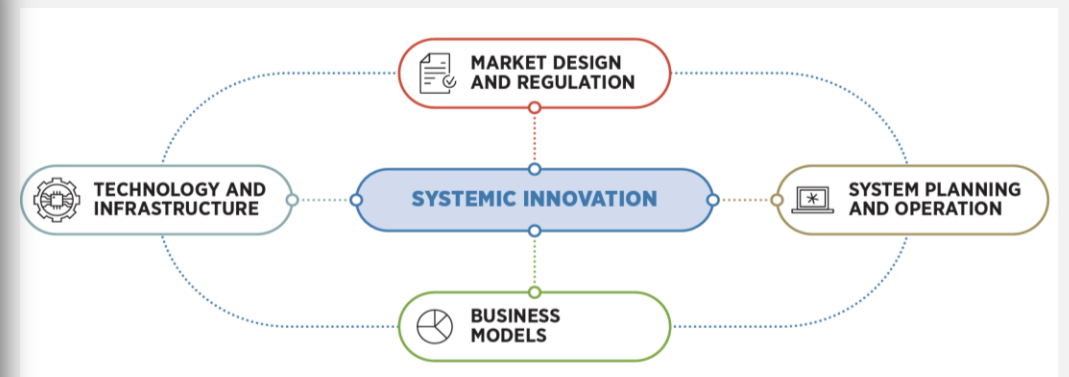 MARKET DESIGN
AND REGULATION
TECHNOLOGY AND
INFRASTRUCTURE
SYSTEMIC INNOVATION
SYSTEM PLANNING
AND OPERATION
BUSINESS
MODELS